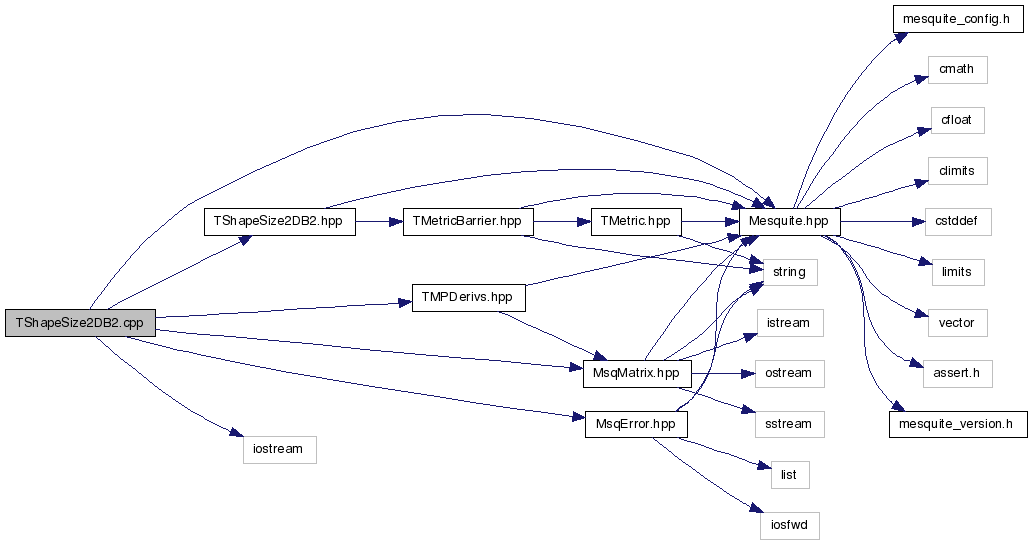 mesquite_config.h
cmath
cfloat
climits
TShapeSize2DB2.hpp
TMetricBarrier.hpp
TMetric.hpp
Mesquite.hpp
cstddef
string
limits
TMPDerivs.hpp
TShapeSize2DB2.cpp
istream
vector
MsqMatrix.hpp
ostream
assert.h
MsqError.hpp
sstream
mesquite_version.h
iostream
list
iosfwd